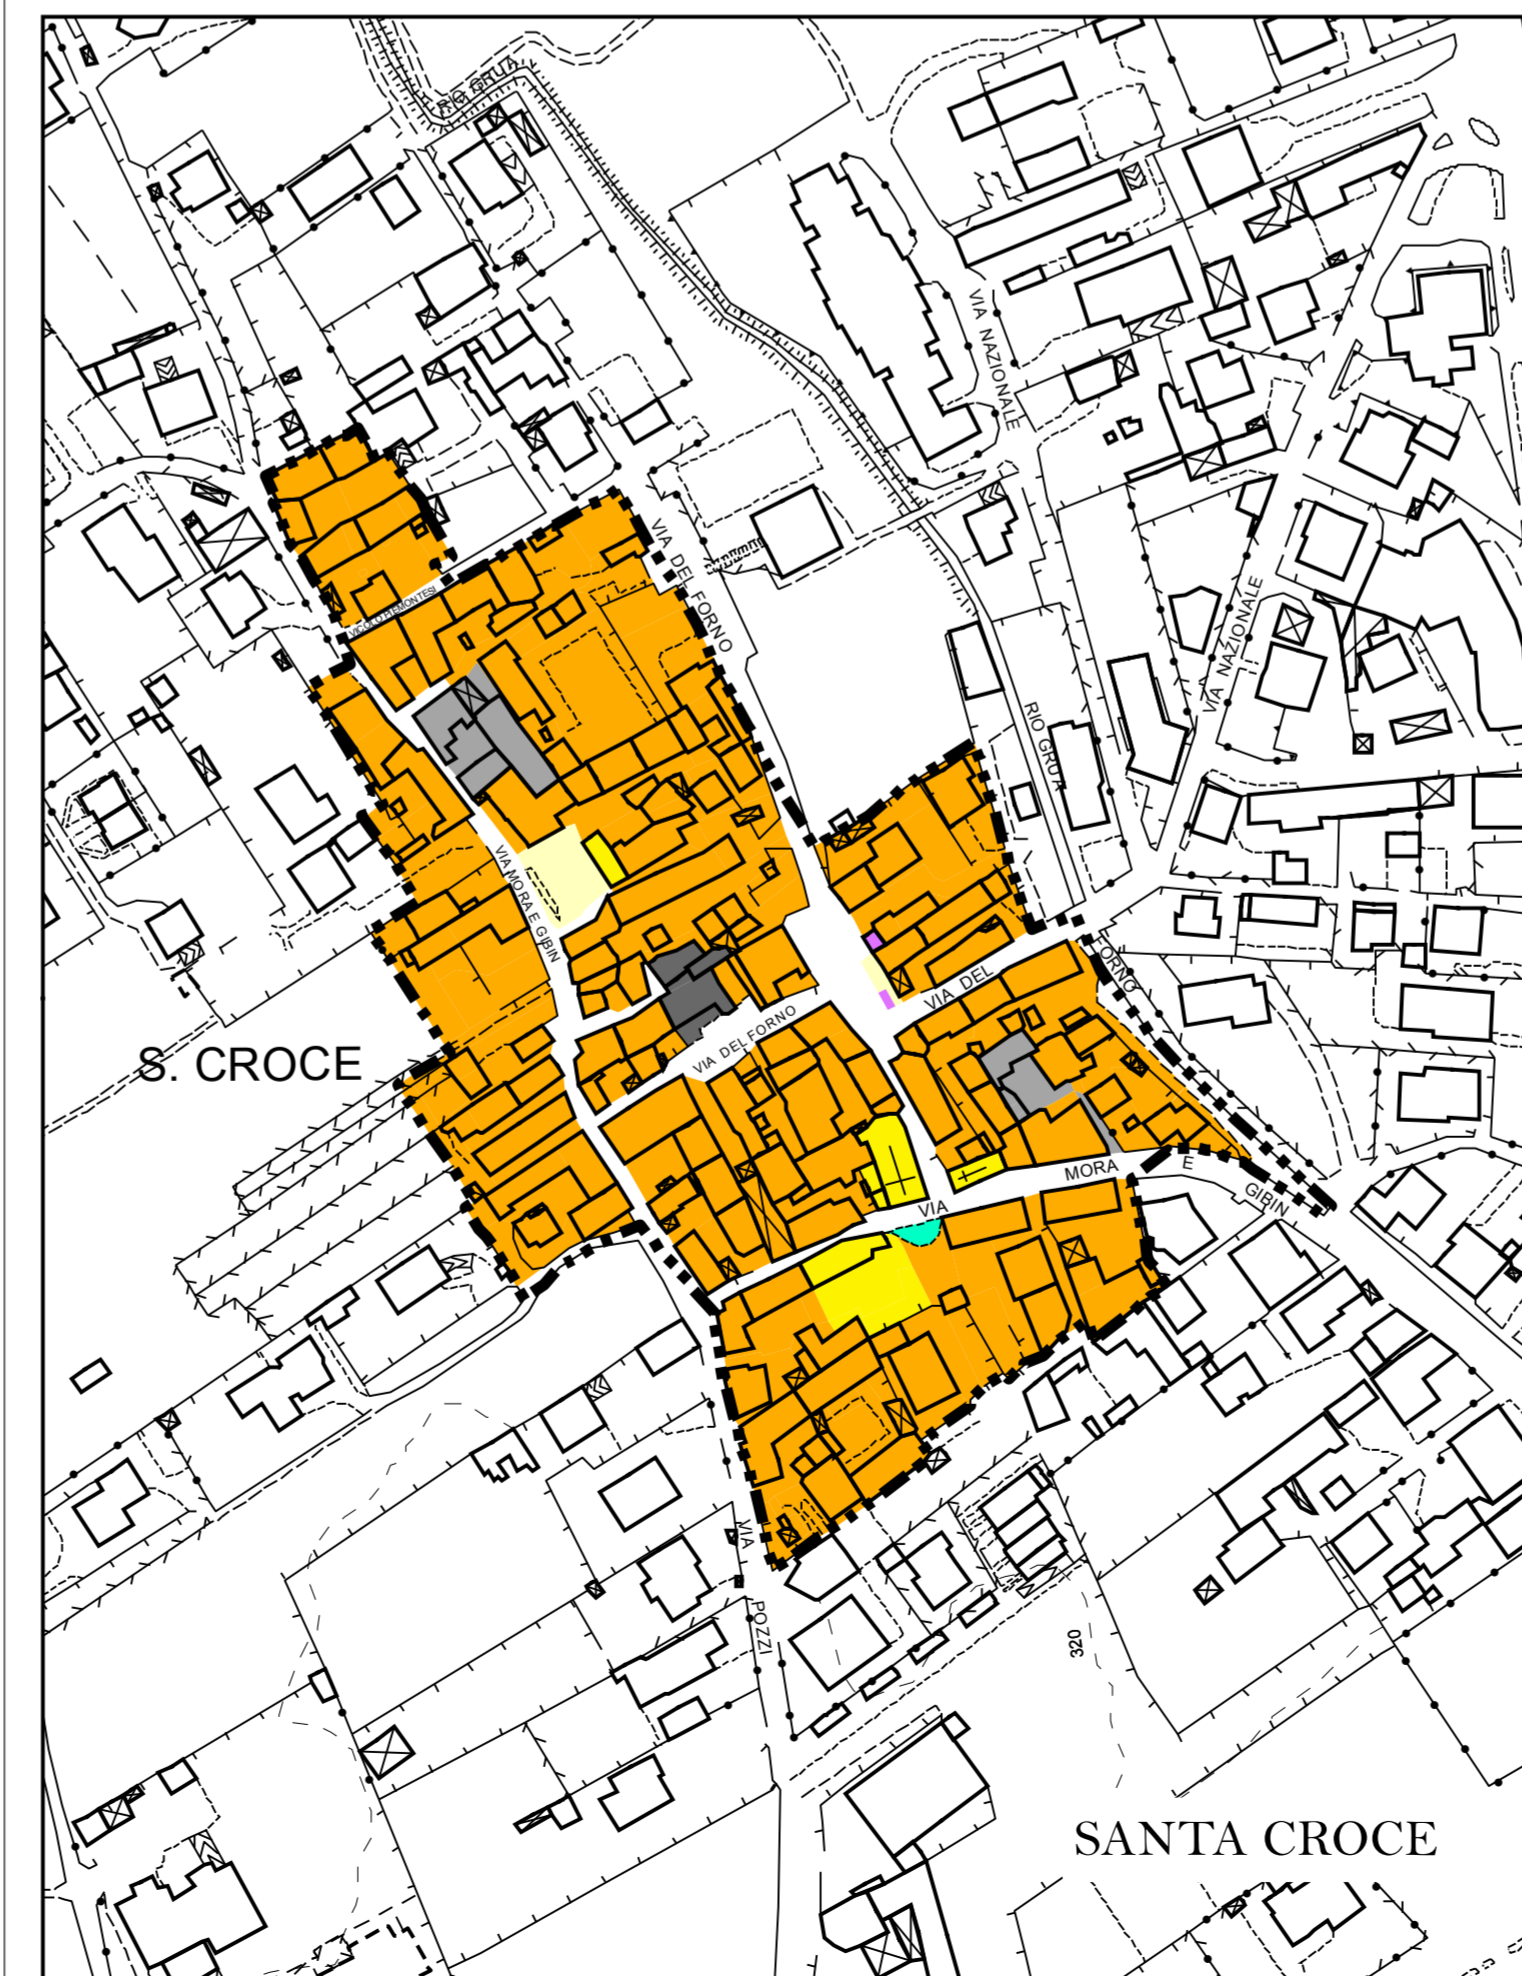 RIO GRUA
VIA NAZIONALE
VIA DEL FORNO
VICOLO PIEMONTESI
VIA NAZIONALE
RIO GRUA
VIA MORA E GIBIN
VIA DEL
FORNO
VIA DEL FORNO
S. CROCE
VIA
MORA
E
GIBIN
VIA
POZZI
320
SANTA CROCE